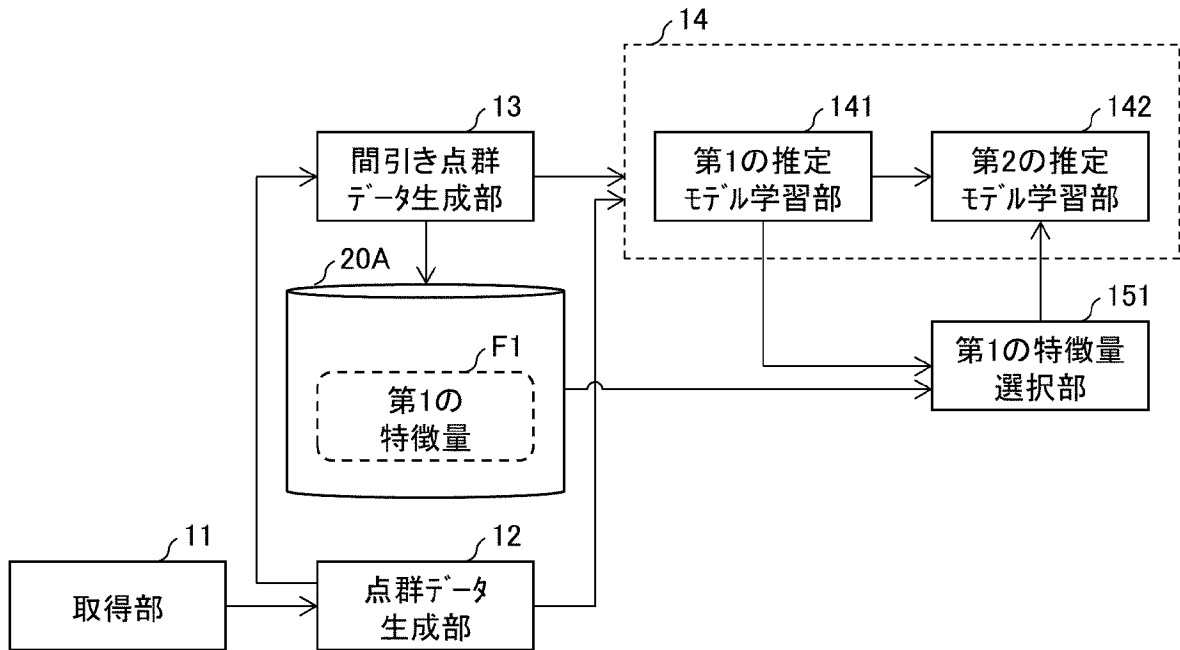 14
13
141
142
間引き点群
データ生成部
第1の推定
モデル学習部
第2の推定
モデル学習部
20A
151
F1
第1の
特徴量
第1の特徴量
選択部
11
12
取得部
点群データ
生成部